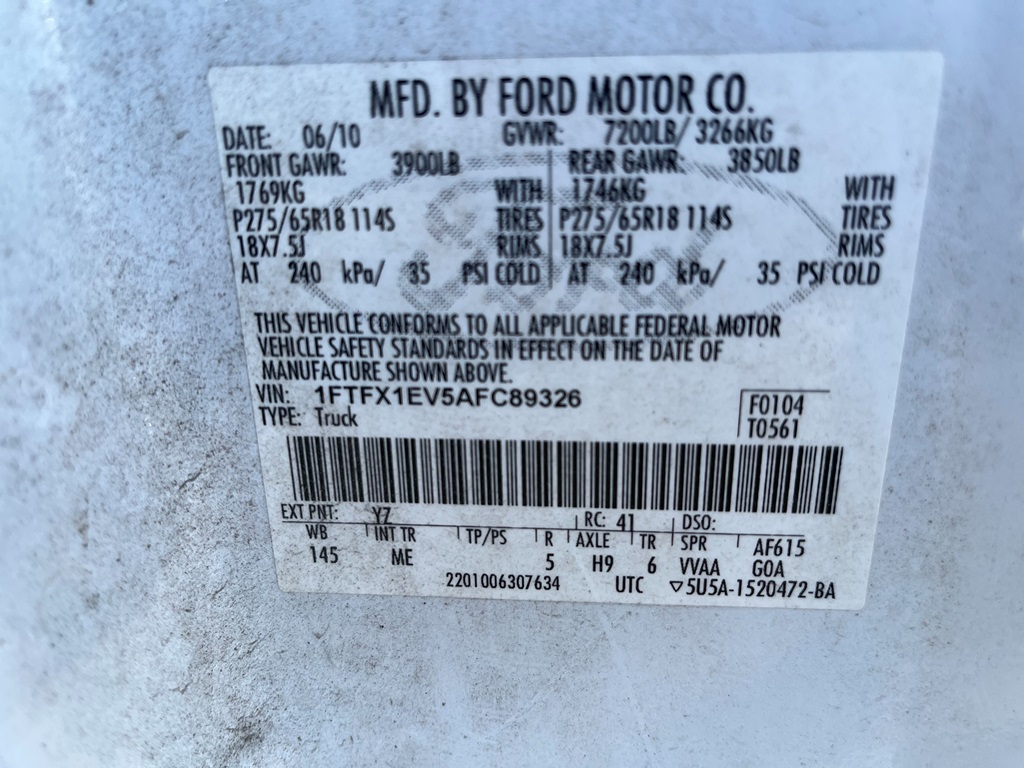 MFD. BY FORD MOTOR CO.
DATE: 06/10 GVWR: 7200LB/ 3266KG
FRONT GAWR: 3900LB REAR GAWR: 3850LB
1769KG WITH 1746KG WITH
P275/65R18 114S TIRES P275/65R18 114S TIRES
18X7.5J RIMS 18X7.5J RIMS
AT 240 kPa/ 35 PSI COLD AT 240 kPa/ 35 PSI COLD
THIS VEHICLE CONFORMS TO ALL APPLICABLE FEDERAL MOTOR
VEHICLE SAFETY STANDARDS IN EFFECT ON THE DATE OF
MANUFACTURE SHOWN ABOVE.
VIN: 1FTFX1EV5AFC89326 F0104
TYPE: Truck T0561
EXT PNT: YZ RC: 41 DSO:
WB INT TR TP/PS R AXLE TR SPR AF615
145 ME 5 H9 6 VVAA GOA
2201006307634 UTC ▽5U5A-1520472-BA
Ford